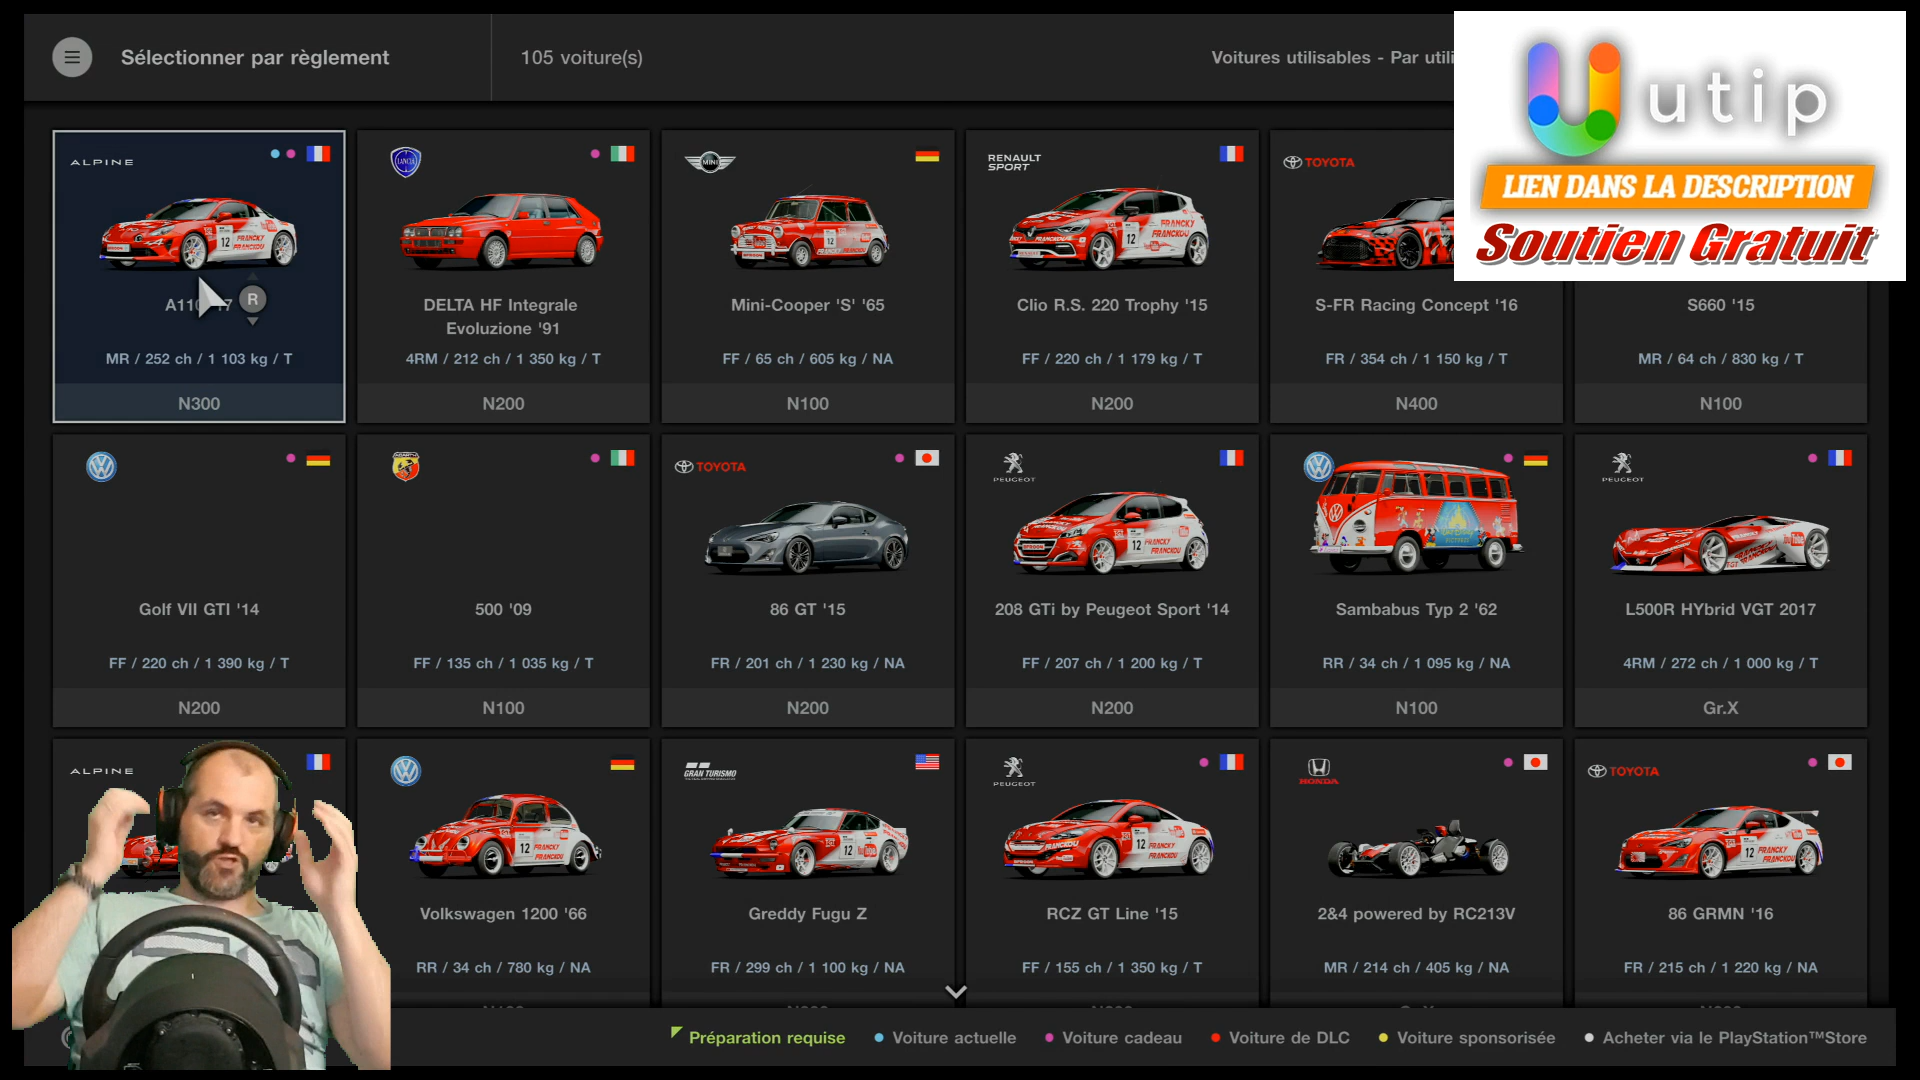 Sélectionner par règlement
105 voiture(s)
Voitures utilisables - Par utili
utip
LIEN DANS LA DESCRIPTION
Soutien Gratuit
ALPINE
LANCIA
MINI
RENAULT
SPORT
TOYOTA
12 FRANCKY
FRANCKDU
R
DELTA HF Integrale
Evoluzione '91
Mini-Cooper 'S' '65
Clio R.S. 220 Trophy '15
S-FR Racing Concept '16
S660 '15
MR / 252 ch / 1 103 kg / T
4RM / 212 ch / 1 350 kg / T
FF / 65 ch / 605 kg / NA
FF / 220 ch / 1 179 kg / T
FR / 354 ch / 1 150 kg / T
MR / 64 ch / 830 kg / T
N300
N200
N100
N200
N400
N100
TOYOTA
PEUGEOT
PEUGEOT
Golf VII GTI '14
500 '09
86 GT '15
208 GTi by Peugeot Sport '14
Sambabus Typ 2 '62
L500R HYbrid VGT 2017
FF / 220 ch / 1 390 kg / T
FF / 135 ch / 1 035 kg / T
FR / 201 ch / 1 230 kg / NA
FF / 207 ch / 1 200 kg / T
RR / 34 ch / 1 095 kg / NA
4RM / 272 ch / 1 000 kg / T
N200
N100
N200
N200
N100
Gr.X
ALPINE
GRAN TURISMO
PEUGEOT
HONDA
TOYOTA
Volkswagen 1200 '66
Greddy Fugu Z
RCZ GT Line '15
2&4 powered by RC213V
86 GRMN '16
RR / 34 ch / 780 kg / NA
FR / 299 ch / 1 100 kg / NA
FF / 155 ch / 1 350 kg / T
MR / 214 ch / 405 kg / NA
FR / 215 ch / 1 220 kg / NA
Préparation requise
Voiture actuelle
Voiture cadeau
Voiture de DLC
Voiture sponsorisée
Acheter via le PlayStation™Store